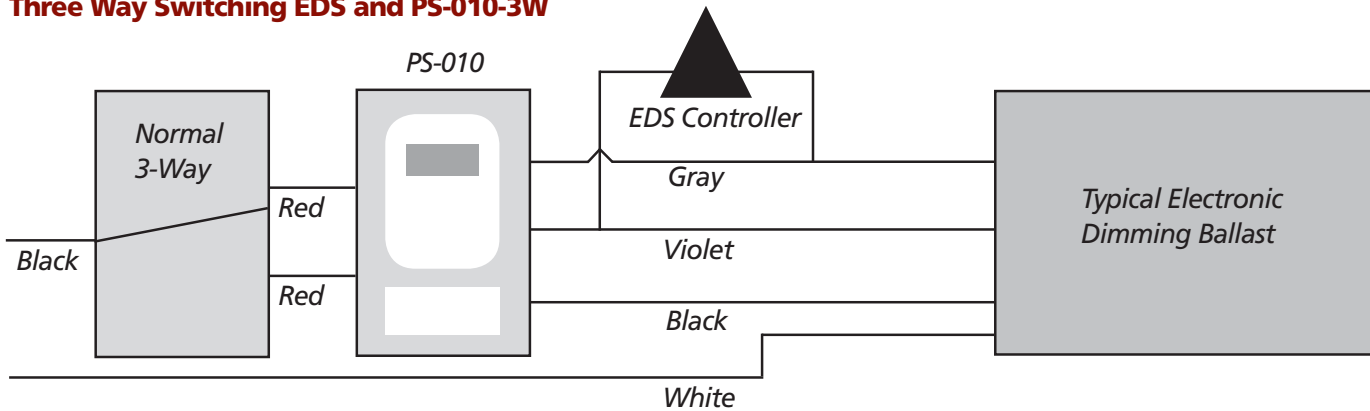 Three Way Switching EDS and PS-010-3W
PS-010
Normal
3-Way
EDS Controller
Gray
Red
Typical Electronic
Dimming Ballast
Black
Violet
Red
Black
White